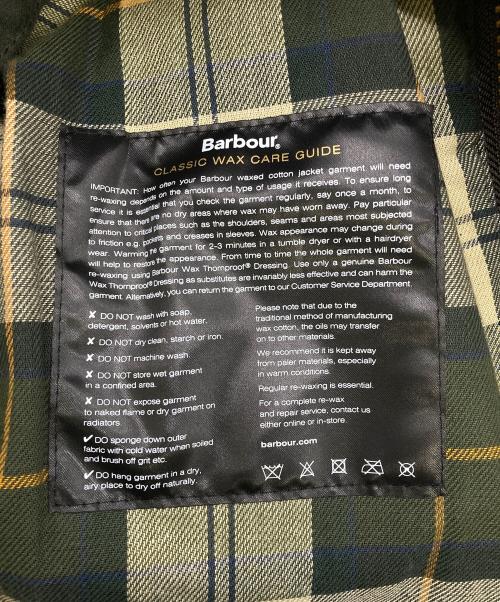 Barbour®
CLASSIC WAX CARE GUIDE
IMPORTANT: How often your Barbour waxed cotton jacket garment will need
re-waxing depends on the amount and type of usage it receives. To ensure long
service it is essential that you check the garment regularly, say once a month, to
ensure that there are no dry areas where wax may have worn away. Pay particular
attention to critical places such as the shoulders, seams and areas most subjected
to friction e.g. pockets and creases in sleeves. Wax appearance may change during
wear. Warming the garment for 2-3 minutes in a tumble dryer or with a hairdryer
will help to restore the appearance. From time to time the whole garment will need
re-waxing using Barbour Wax Thornproof® Dressing. Use only a genuine Barbour
Wax Thornproof® Dressing as substitutes are invariably less effective and can harm the
garment. Alternatively, you can return the garment to our Customer Service Department.
✘ DO NOT wash with soap,
detergent, solvents or hot water.
✘ DO NOT dry clean, starch or iron.
✘ DO NOT machine wash.
✘ DO NOT store wet garment
in a confined area.
✘ DO NOT expose garment
to naked flame or dry garment on
radiators.
✔ DO sponge down outer
fabric with cold water when soiled
and brush off grit etc.
✔ DO hang garment in a dry,
airy place to dry off naturally.
Please note that due to the
traditional method of manufacturing
wax cotton, the oils may transfer
on to other materials.
We recommend it is kept away
from paler materials, especially
in warm conditions.
Regular re-waxing is essential.
For a complete re-wax
and repair service, contact us
either online or in-store.
barbour.com